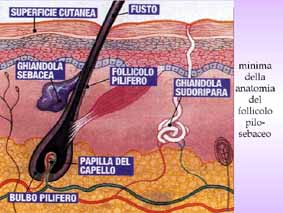 SUPERFICIE CUTANEA
FUSTO
GHIANDOLA
SEBACEA
FOLLICOLO
PILIFERO
GHIANDOLA
SUDORIPARA
PAPILLA DEL
CAPELLO
BULBO PILIFERO
minima
della
anatomia
del
follicolo
pilo-
sebaceo